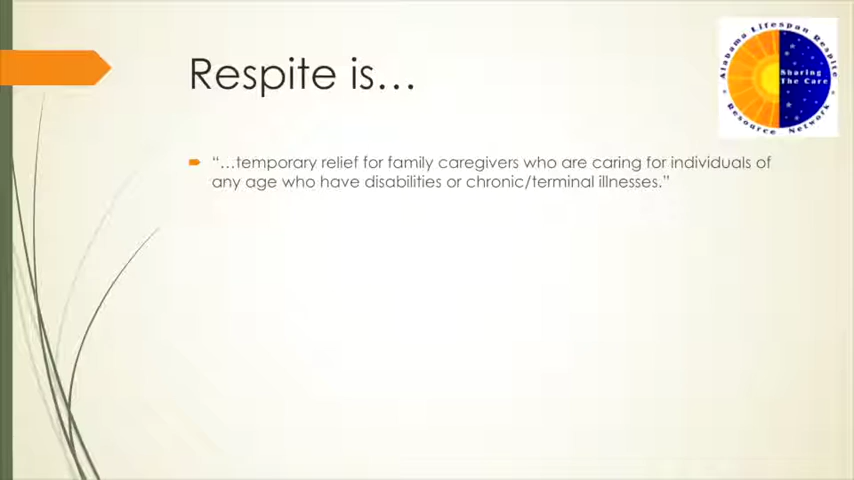 Respite is…
“…temporary relief for family caregivers who are caring for individuals of
any age who have disabilities or chronic/terminal illnesses.”
Alabama Lifespan Respite
Sharing
The Care
Resource Network